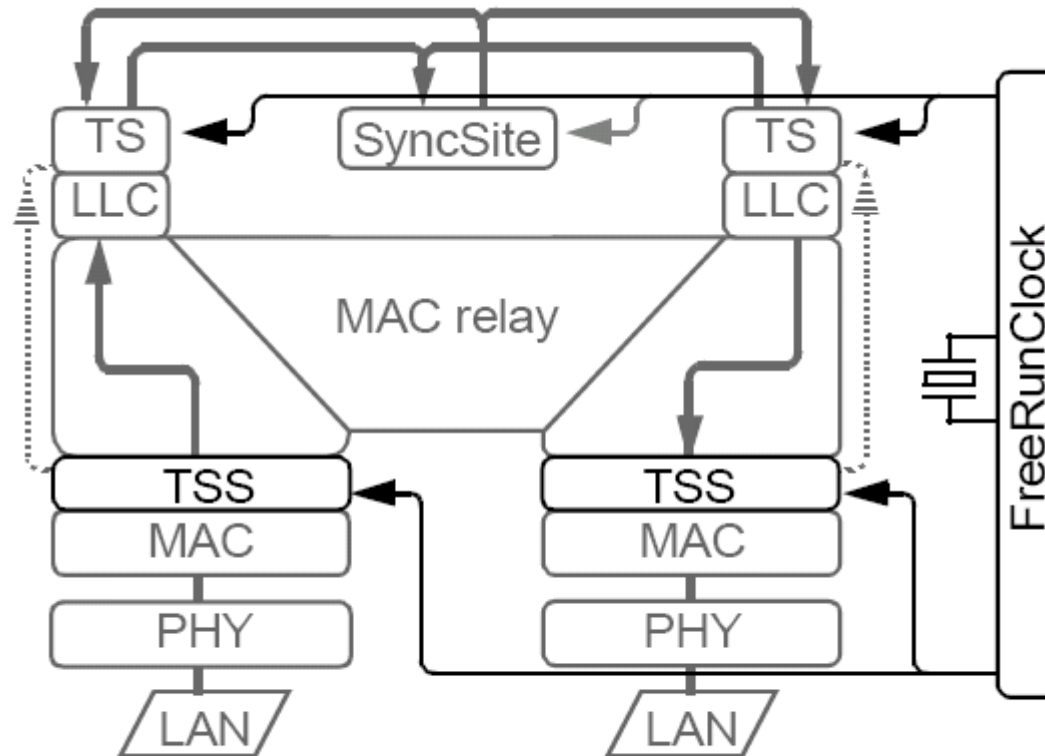 TS
SyncSite
TS
LLC
LLC
MAC relay
FreeRunClock
TSS
TSS
MAC
MAC
PHY
PHY
LAN
LAN